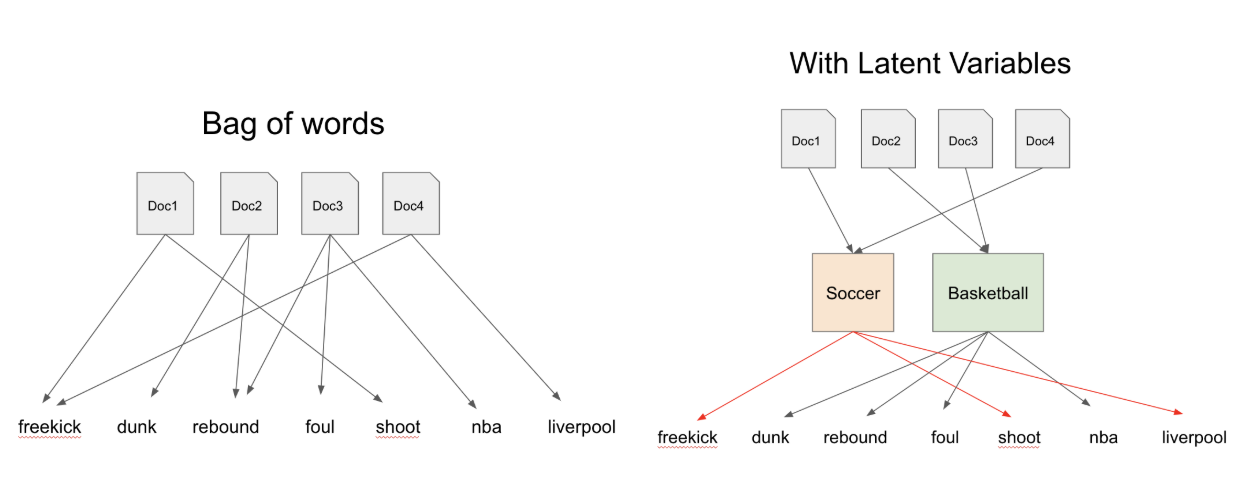 Bag of words
Doc1 Doc2 Doc3 Doc4
freekick dunk rebound foul shoot nba liverpool
With Latent Variables
Doc1 Doc2 Doc3 Doc4
Soccer Basketball
freekick dunk rebound foul shoot nba liverpool